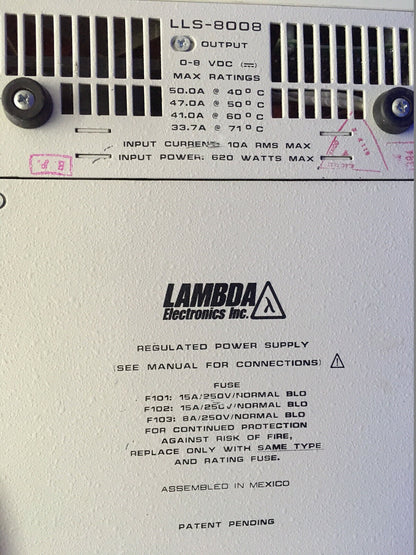 LLS-8008
OUTPUT
0-8 VDC
MAX RATINGS
50.0A @ 40°C
47.0A @ 50°C
41.0A @ 60°C
33.7A @ 71°C
INPUT CURRENT: 10A RMS MAX
INPUT POWER: 620 WATTS MAX
B.P.
LAMBDA
Electronics Inc. λ
REGULATED POWER SUPPLY
(SEE MANUAL FOR CONNECTIONS) ⚠
FUSE
F101: 15A/250V/NORMAL BLO
F102: 15A/250V/NORMAL BLO
F103: 8A/250V/NORMAL BLO
FOR CONTINUED PROTECTION
AGAINST RISK OF FIRE,
REPLACE ONLY WITH SAME TYPE
AND RATING FUSE.
ASSEMBLED IN MEXICO
PATENT PENDING